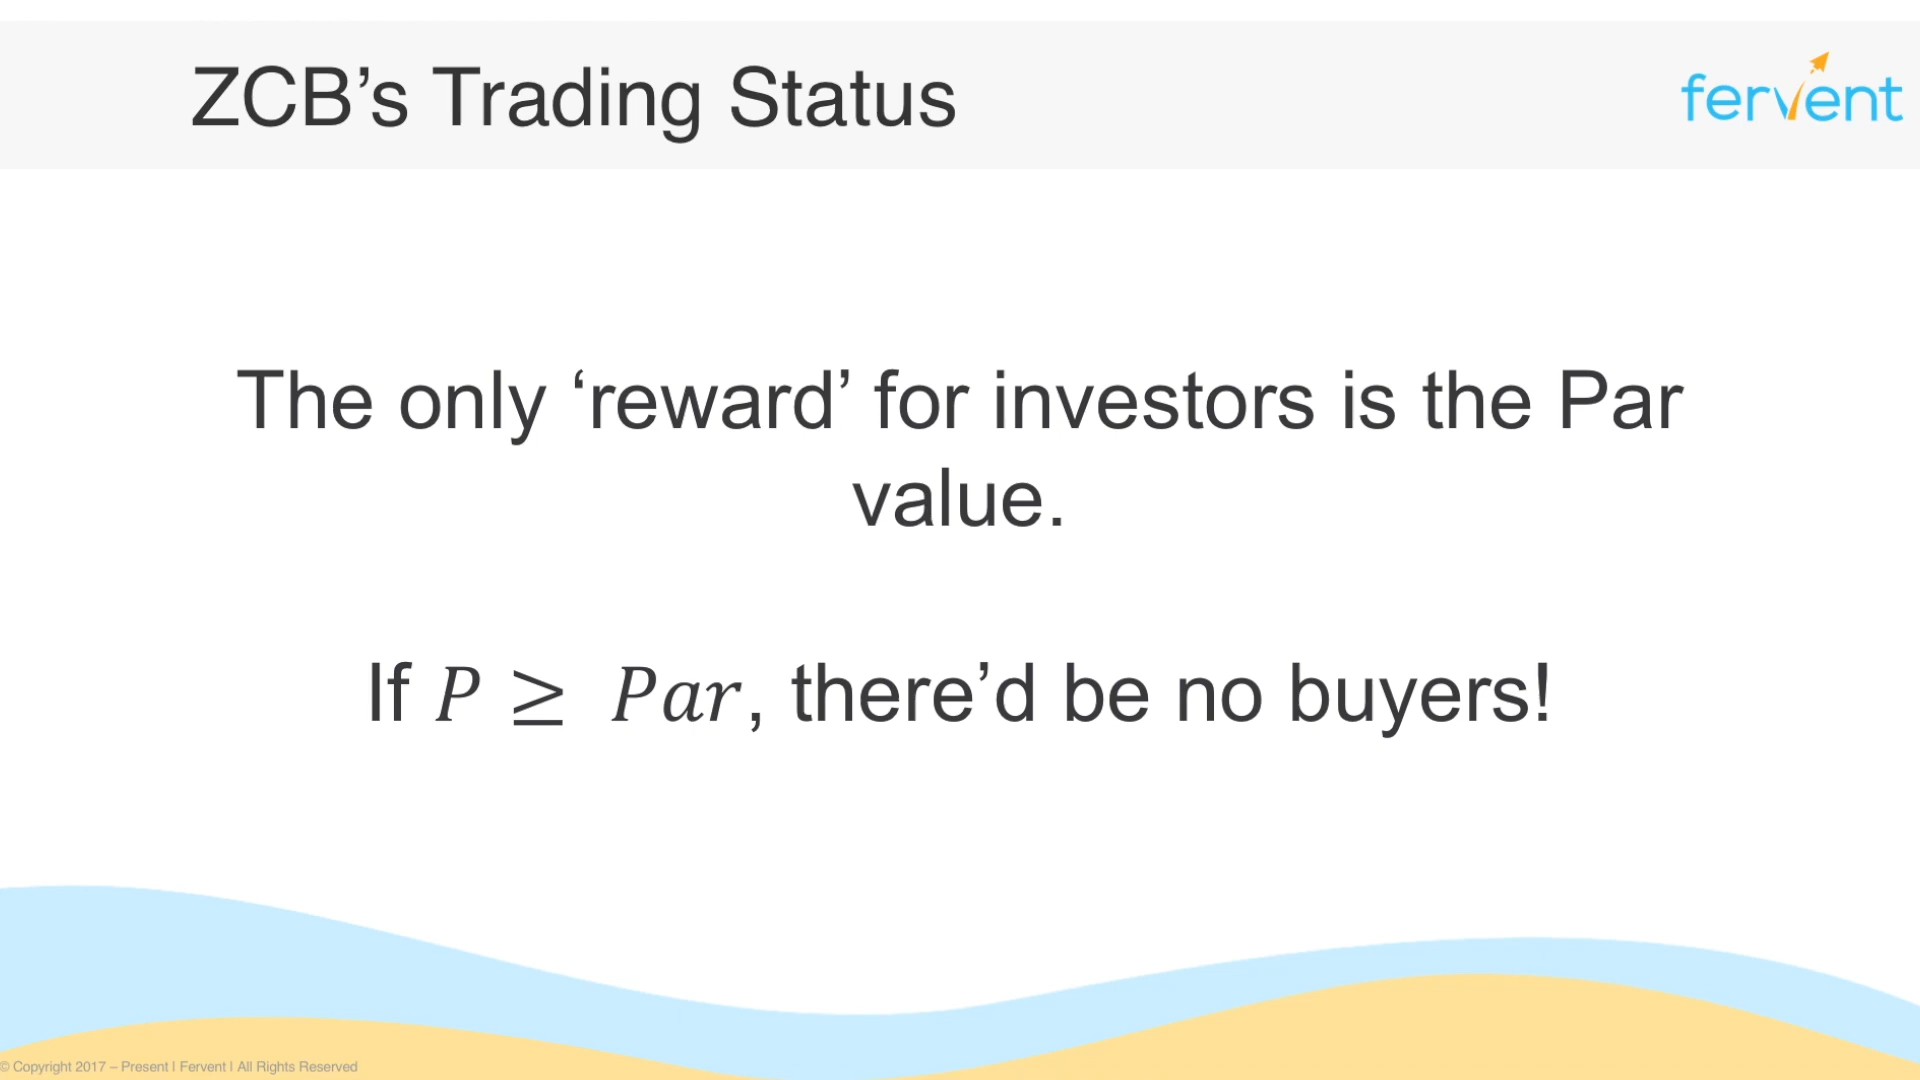 ZCB’s Trading Status
fervent
The only ‘reward’ for investors is the Par
value.
If P ≥ Par, there’d be no buyers!
© Copyright 2017 – Present | Fervent | All Rights Reserved